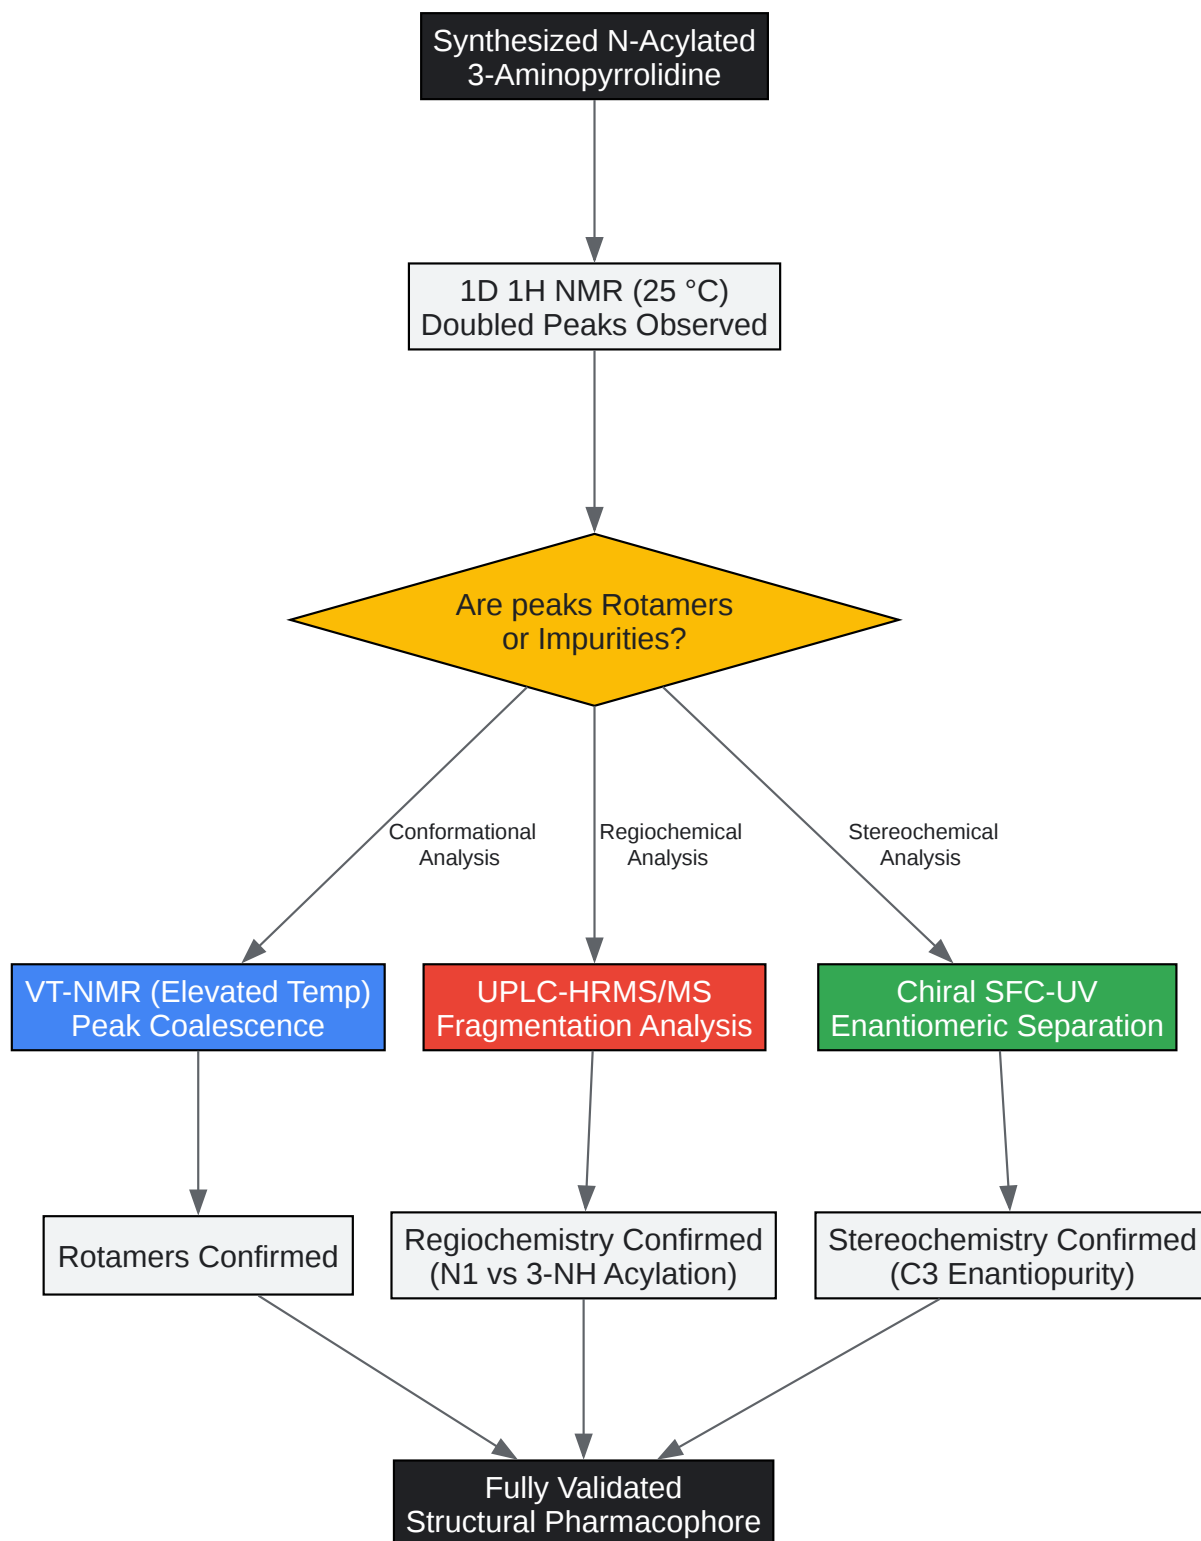 Synthesized N-Acylated
3-Aminopyrrolidine
1D 1H NMR (25 °C)
Doubled Peaks Observed
Are peaks Rotamers
or Impurities?
Conformational
Analysis
Regiochemical
Analysis
Stereochemical
Analysis
VT-NMR (Elevated Temp)
Peak Coalescence
UPLC-HRMS/MS
Fragmentation Analysis
Chiral SFC-UV
Enantiomeric Separation
Rotamers Confirmed
Regiochemistry Confirmed
(N1 vs 3-NH Acylation)
Stereochemistry Confirmed
(C3 Enantiopurity)
Fully Validated
Structural Pharmacophore